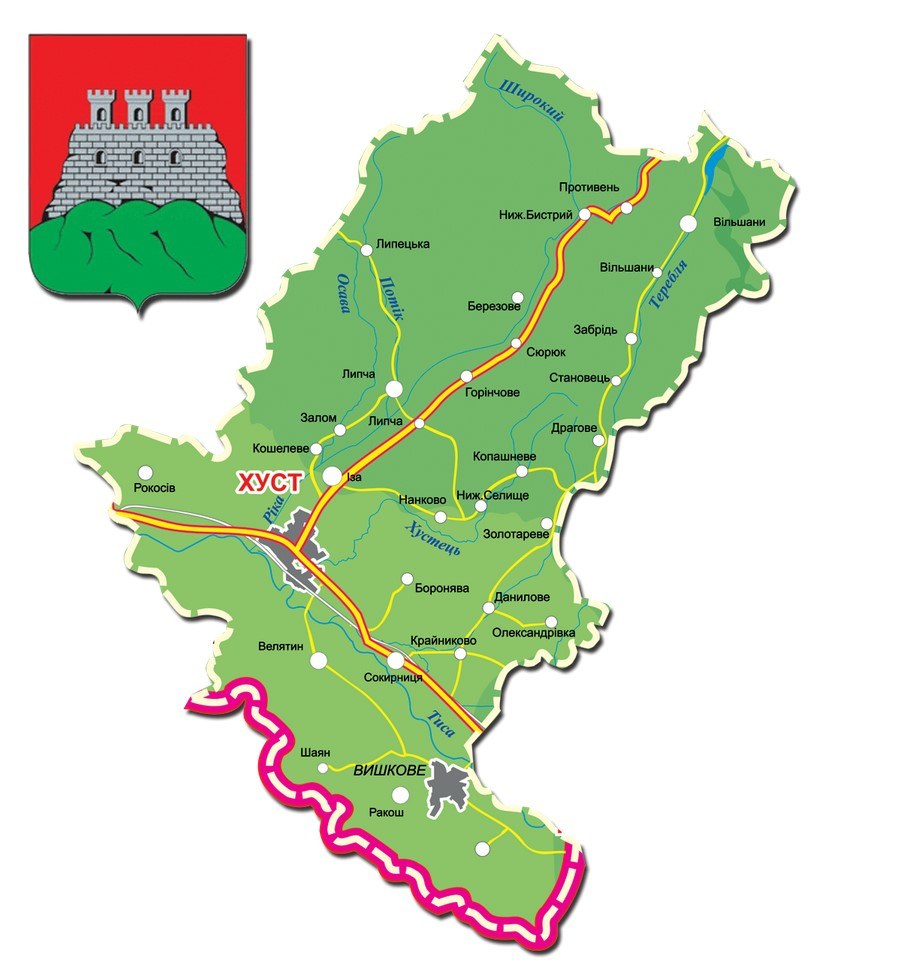 Широкий
Противень
Ниж.Бистрий
Вільшани
Липецька
Вільшани
Теребля
Осава
Потік
Березове
Забрідь
Сюрюк
Липча
Становець
Горінчове
Залом
Липча
Драгове
Кошелеве
Копашневе
ХУСТ
Іза
Рокосів
Нанково
Ниж.Селище
Ріка
Хустець
Золотареве
Боронява
Данилове
Олександрівка
Крайниково
Велятин
Сокирниця
Тиса
Шаян
ВИШКОВЕ
Ракош